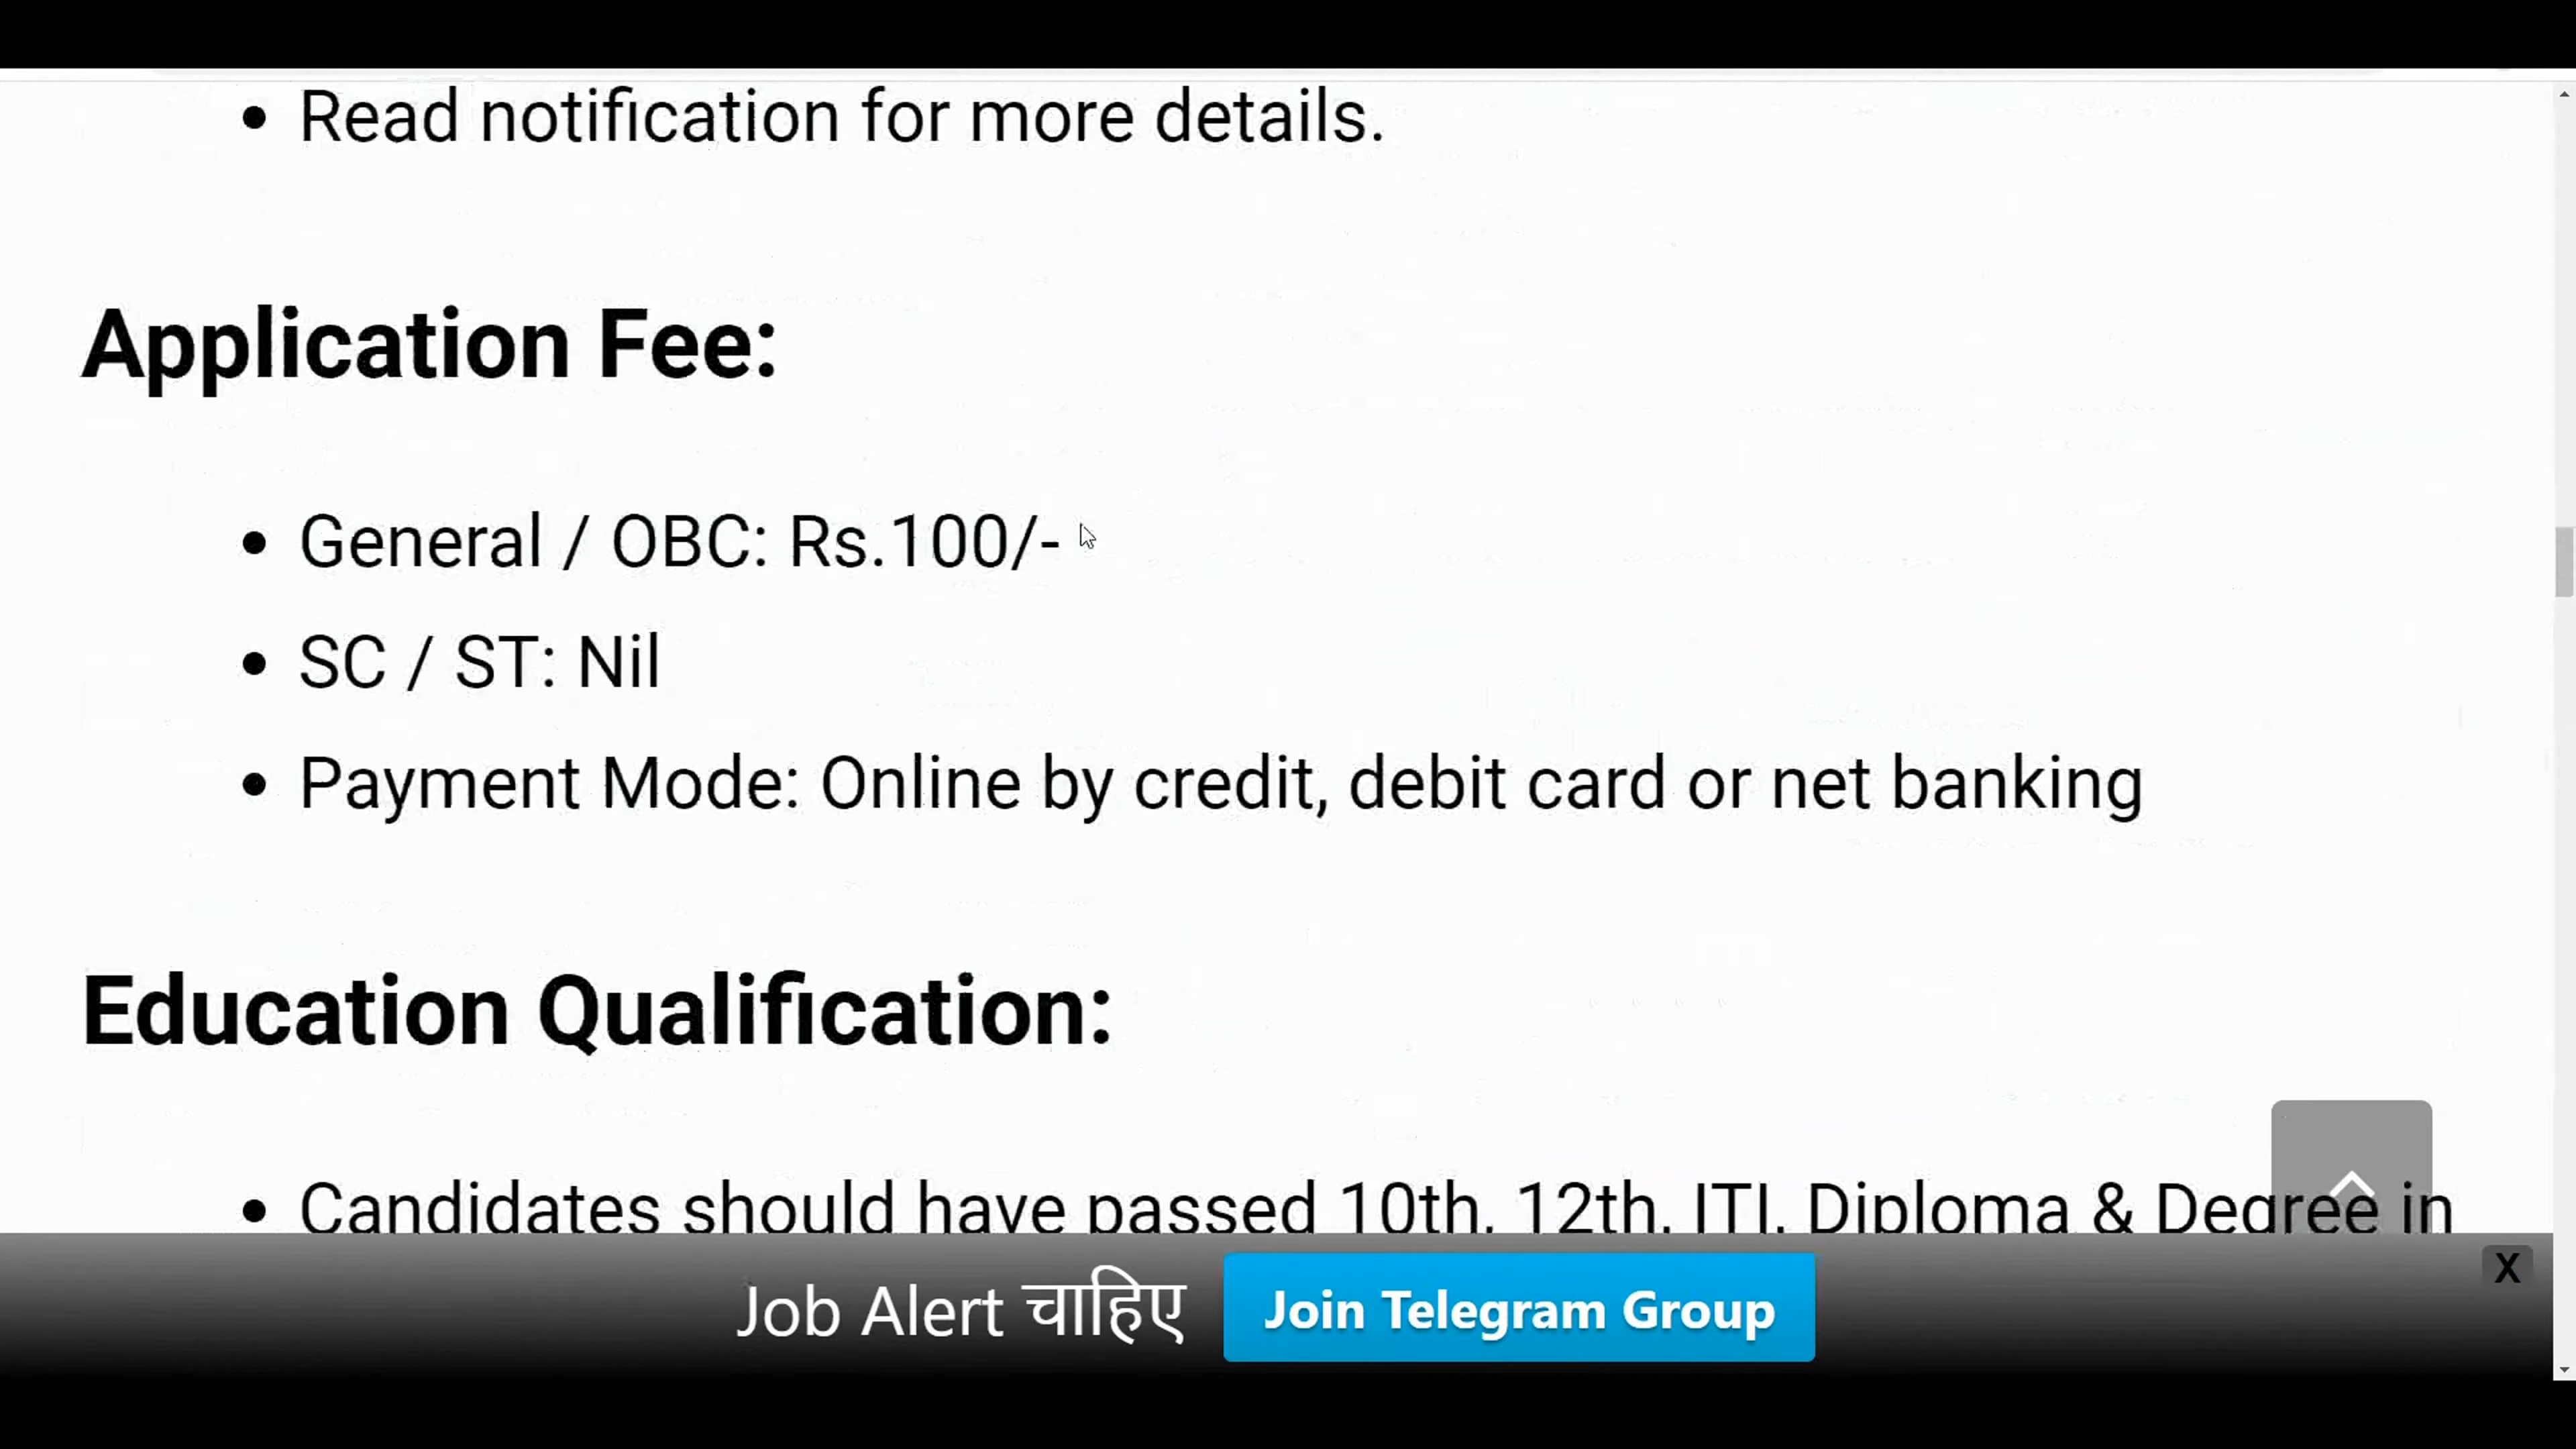 Read notification for more details.
Application Fee:
General / OBC: Rs.100/-
SC / ST: Nil
Payment Mode: Online by credit, debit card or net banking
Education Qualification:
Candidates should have passed 10th, 12th, ITI, Diploma & Degree in
Job Alert चाहिए Join Telegram Group
X